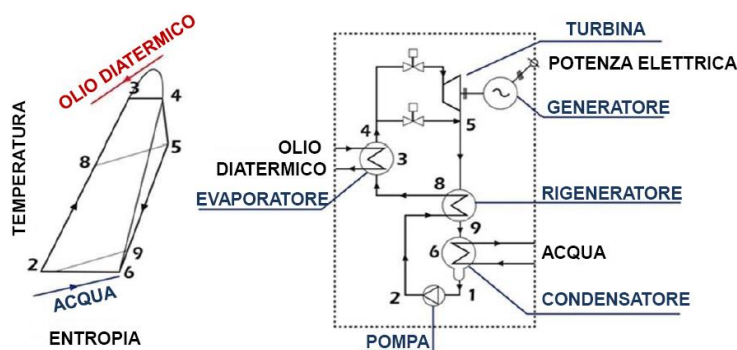 OLIO DIATERMICO
TEMPERATURA
3
4
5
8
9
2
6
ACQUA
ENTROPIA
TURBINA
POTENZA ELETTRICA
GENERATORE
4
5
OLIO
DIATERMICO
3
EVAPORATORE
8
RIGENERATORE
9
6
ACQUA
2
1
CONDENSATORE
POMPA